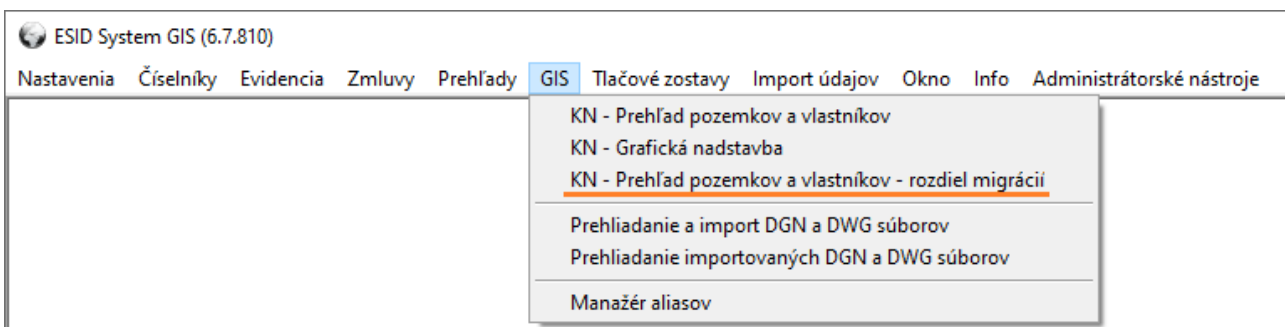 ESID System GIS (6.7.810)
Nastavenia Číselníky Evidencia Zmluvy Prehľady GIS Tlačové zostavy Import údajov Okno Info Administrátorské nástroje
KN - Prehľad pozemkov a vlastníkov
KN - Grafická nadstavba
KN - Prehľad pozemkov a vlastníkov - rozdiel migrácií
Prehliadanie a import DGN a DWG súborov
Prehliadanie importovaných DGN a DWG súborov
Manažér aliasov